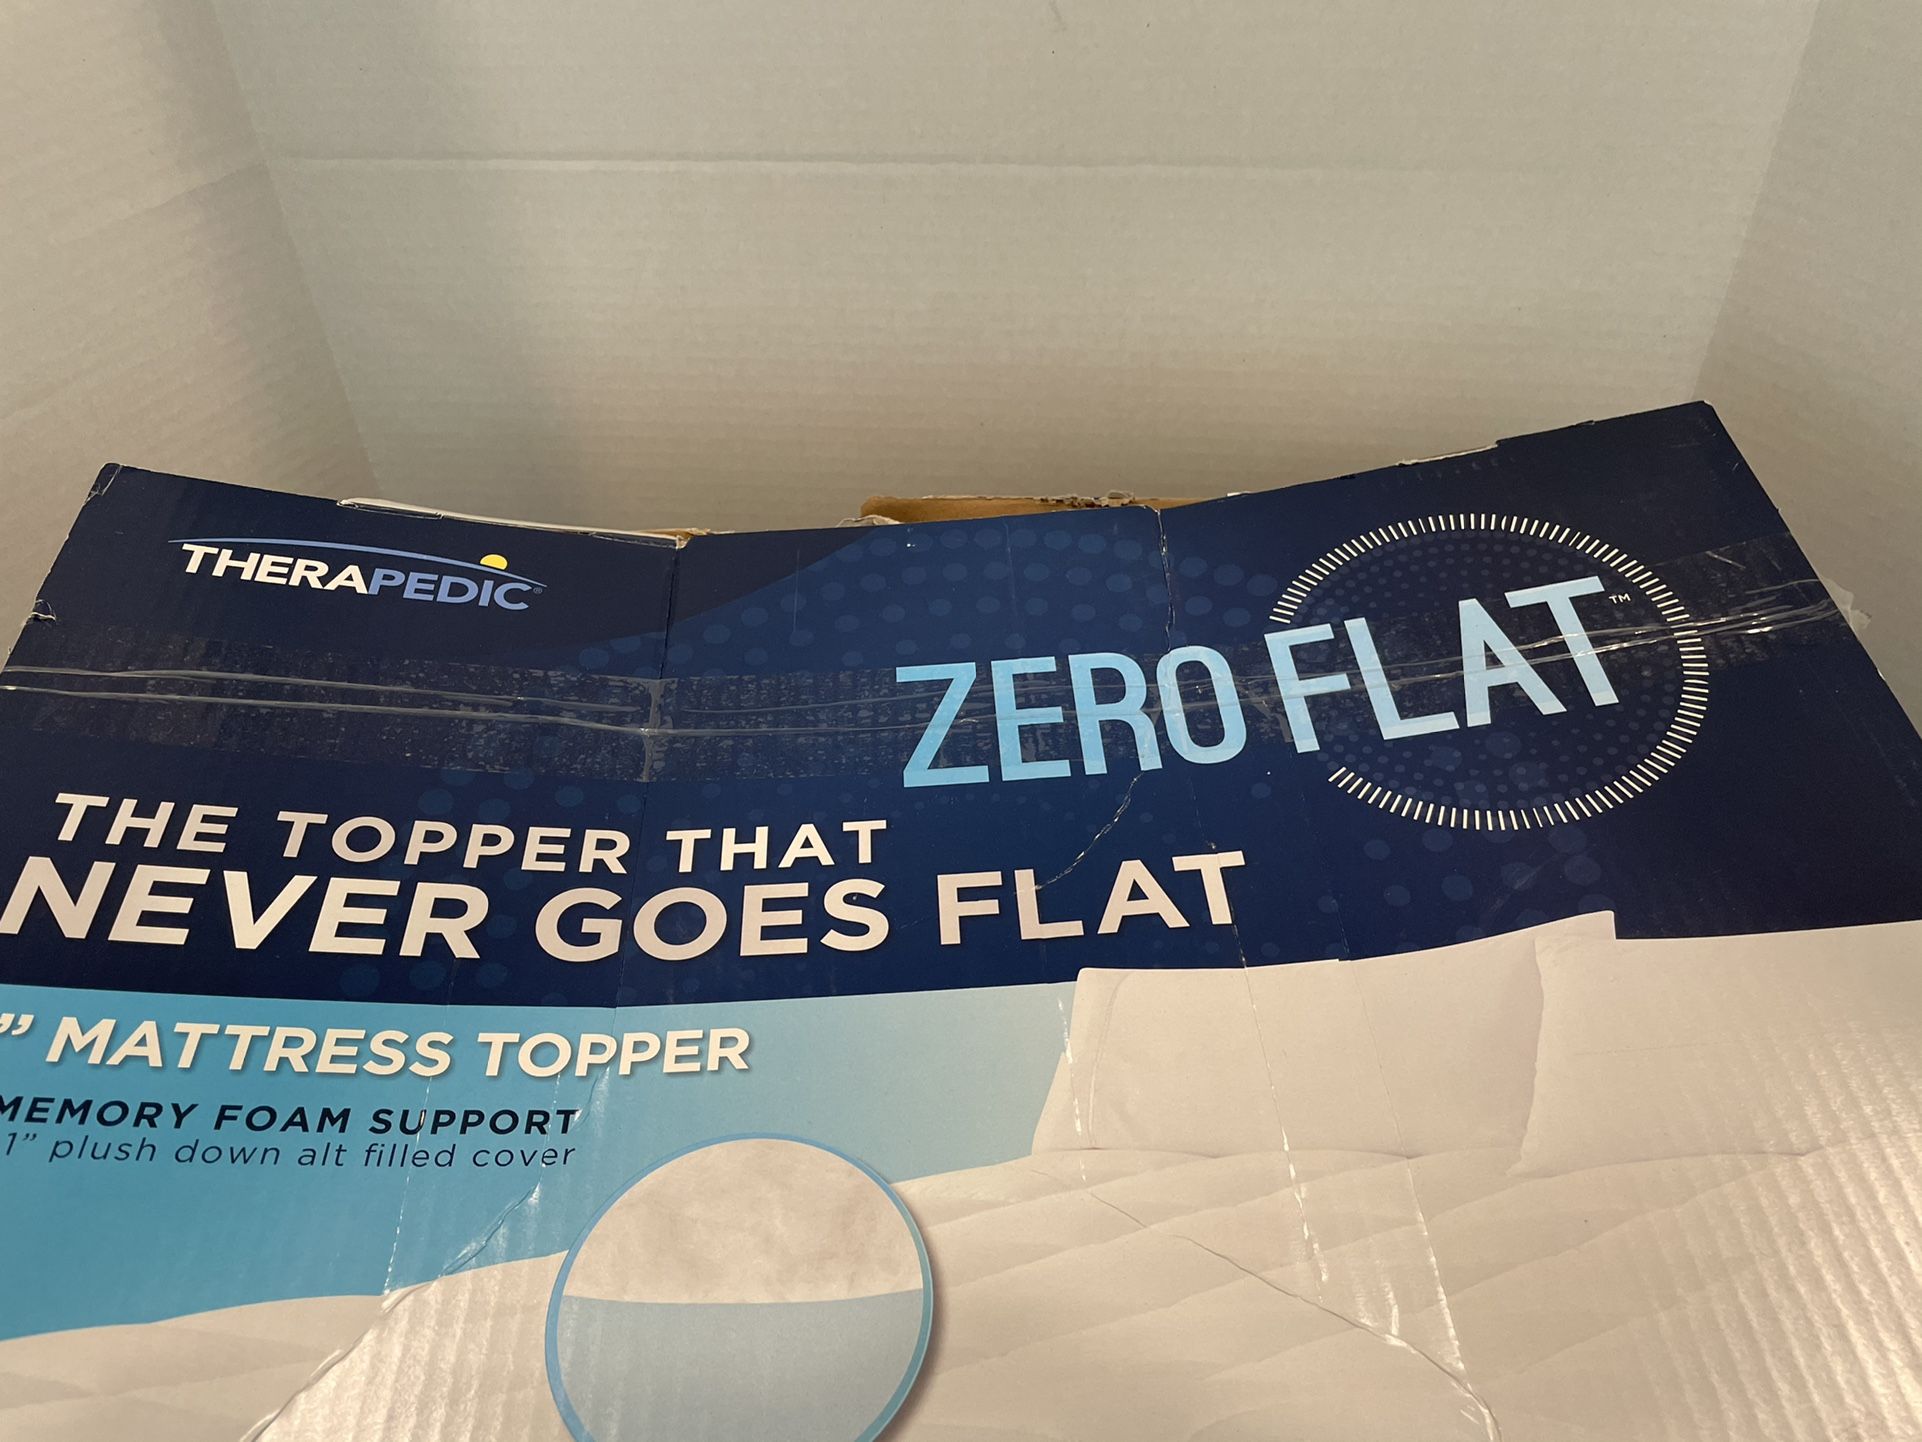 THERAPEDIC®
ZERO FLAT™
THE TOPPER THAT
NEVER GOES FLAT
” MATTRESS TOPPER
MEMORY FOAM SUPPORT
1” plush down alt filled cover